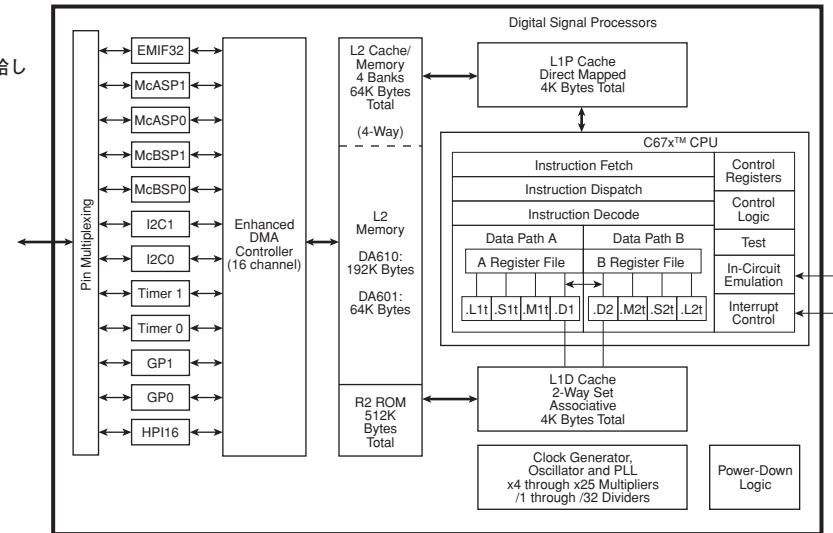 給し
Digital Signal Processors
Pin Multiplexing
EMIF32
McASP1
McASP0
McBSP1
McBSP0
I2C1
I2C0
Timer 1
Timer 0
GP1
GP0
HPI16
Enhanced
DMA
Controller
(16 channel)
L2 Cache/
Memory
4 Banks
64K Bytes
Total
(4-Way)
L2
Memory
DA610:
192K Bytes
DA601:
64K Bytes
R2 ROM
512K
Bytes
Total
L1P Cache
Direct Mapped
4K Bytes Total
C67x™ CPU
Instruction Fetch
Instruction Dispatch
Instruction Decode
Data Path A
Data Path B
A Register File
B Register File
.L1t
.S1t
.M1t
.D1
.D2
.M2t
.S2t
.L2t
Control
Registers
Control
Logic
Test
In-Circuit
Emulation
Interrupt
Control
L1D Cache
2-Way Set
Associative
4K Bytes Total
Clock Generator,
Oscillator and PLL
x4 through x25 Multipliers
/1 through /32 Dividers
Power-Down
Logic